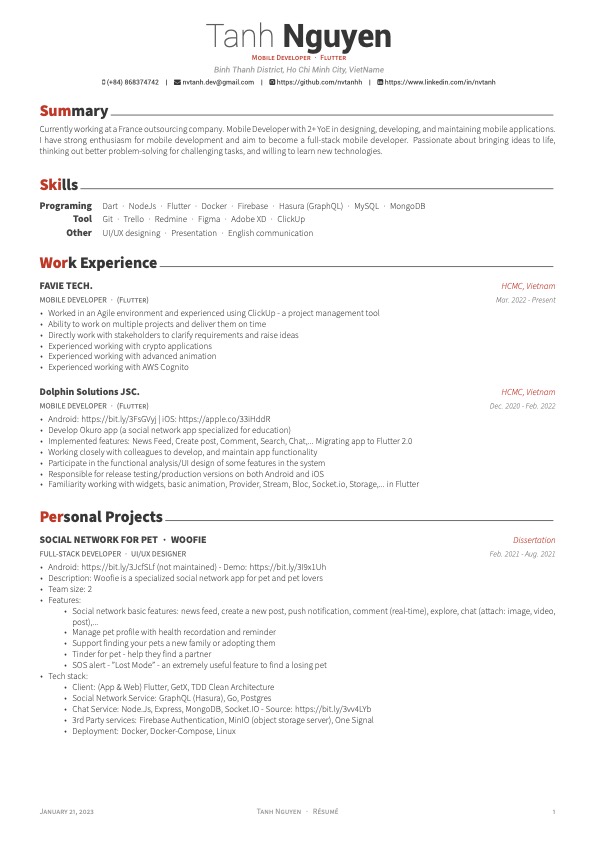 Tanh Nguyen
Mobile Developer · Flutter
Binh Thanh District, Ho Chi Minh City, VietName
(+84) 868374742 | nvtanh.dev@gmail.com | https://github.com/nvtanhh | https://www.linkedin.com/in/nvtanh
Summary
Currently working at a France outsourcing company. Mobile Developer with 2+ YoE in designing, developing, and maintaining mobile applications.
I have strong enthusiasm for mobile development and aim to become a full-stack mobile developer. Passionate about bringing ideas to life,
thinking out better problem-solving for challenging tasks, and willing to learn new technologies.
Skills
Programing Dart · NodeJs · Flutter · Docker · Firebase · Hasura (GraphQL) · MySQL · MongoDB
Tool Git · Trello · Redmine · Figma · Adobe XD · ClickUp
Other UI/UX designing · Presentation · English communication
Work Experience
FAVIE TECH. HCMC, Vietnam
Mobile Developer · (Flutter) Mar. 2022 - Present
• Worked in an Agile environment and experienced using ClickUp - a project management tool
• Ability to work on multiple projects and deliver them on time
• Directly work with stakeholders to clarify requirements and raise ideas
• Experienced working with crypto applications
• Experienced working with advanced animation
• Experienced working with AWS Cognito
Dolphin Solutions JSC. HCMC, Vietnam
Mobile Developer · (Flutter) Dec. 2020 - Feb. 2022
• Android: https://bit.ly/3FsGVyj | iOS: https://apple.co/33iHddR
• Develop Okuro app (a social network app specialized for education)
• Implemented features: News Feed, Create post, Comment, Search, Chat,... Migrating app to Flutter 2.0
• Working closely with colleagues to develop, and maintain app functionality
• Participate in the functional analysis/UI design of some features in the system
• Responsible for release testing/production versions on both Android and iOS
• Familiarity working with widgets, basic animation, Provider, Stream, Bloc, Socket.io, Storage,... in Flutter
Personal Projects
SOCIAL NETWORK FOR PET · WOOFIE Dissertation
Full-stack Developer · UI/UX Designer Feb. 2021 - Aug. 2021
• Android: https://bit.ly/3JcfSLf (not maintained) - Demo: https://bit.ly/3I9x1Uh
• Description: Woofie is a specialized social network app for pet and pet lovers
• Team size: 2
• Features:
• Social network basic features: news feed, create a new post, push notification, comment (real-time), explore, chat (attach: image, video,
post),...
• Manage pet profile with health recordation and reminder
• Support finding your pets a new family or adopting them
• Tinder for pet - help they find a partner
• SOS alert - "Lost Mode" - an extremely useful feature to find a losing pet
• Tech stack:
• Client: (App & Web) Flutter, GetX, TDD Clean Architecture
• Social Network Service: GraphQL (Hasura), Go, Postgres
• Chat Service: NodeJs, Express, MongoDB, Socket.IO - Source: https://bit.ly/3vv4LYb
• 3rd Party services: Firebase Authentication, MinIO (object storage server), One Signal
• Deployment: Docker, Docker-Compose, Linux
January 21, 2023 Tanh Nguyen · Résumé 1